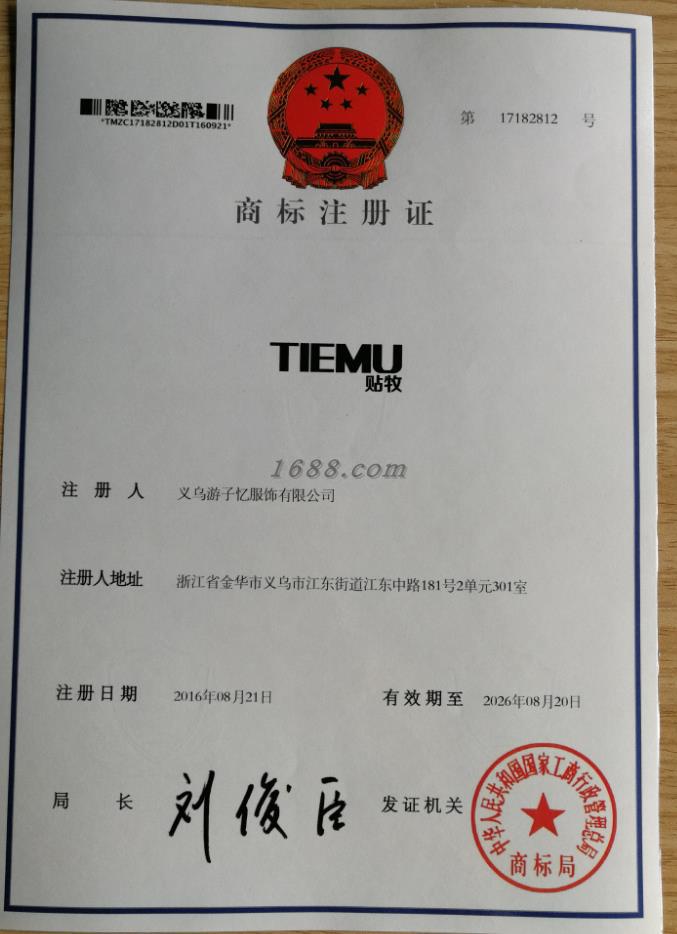 *TMZC17182812D01T160921*
第 17182812 号
商标注册证
TIEMU
贴牧
1688.com
注册人 义乌游子忆服饰有限公司
注册人地址 浙江省金华市义乌市江东街道江东中路181号2单元301室
注册日期 2016年08月21日 有效期至 2026年08月20日
局长 刘俊臣 发证机关
中华人民共和国国家工商行政管理总局
商标局